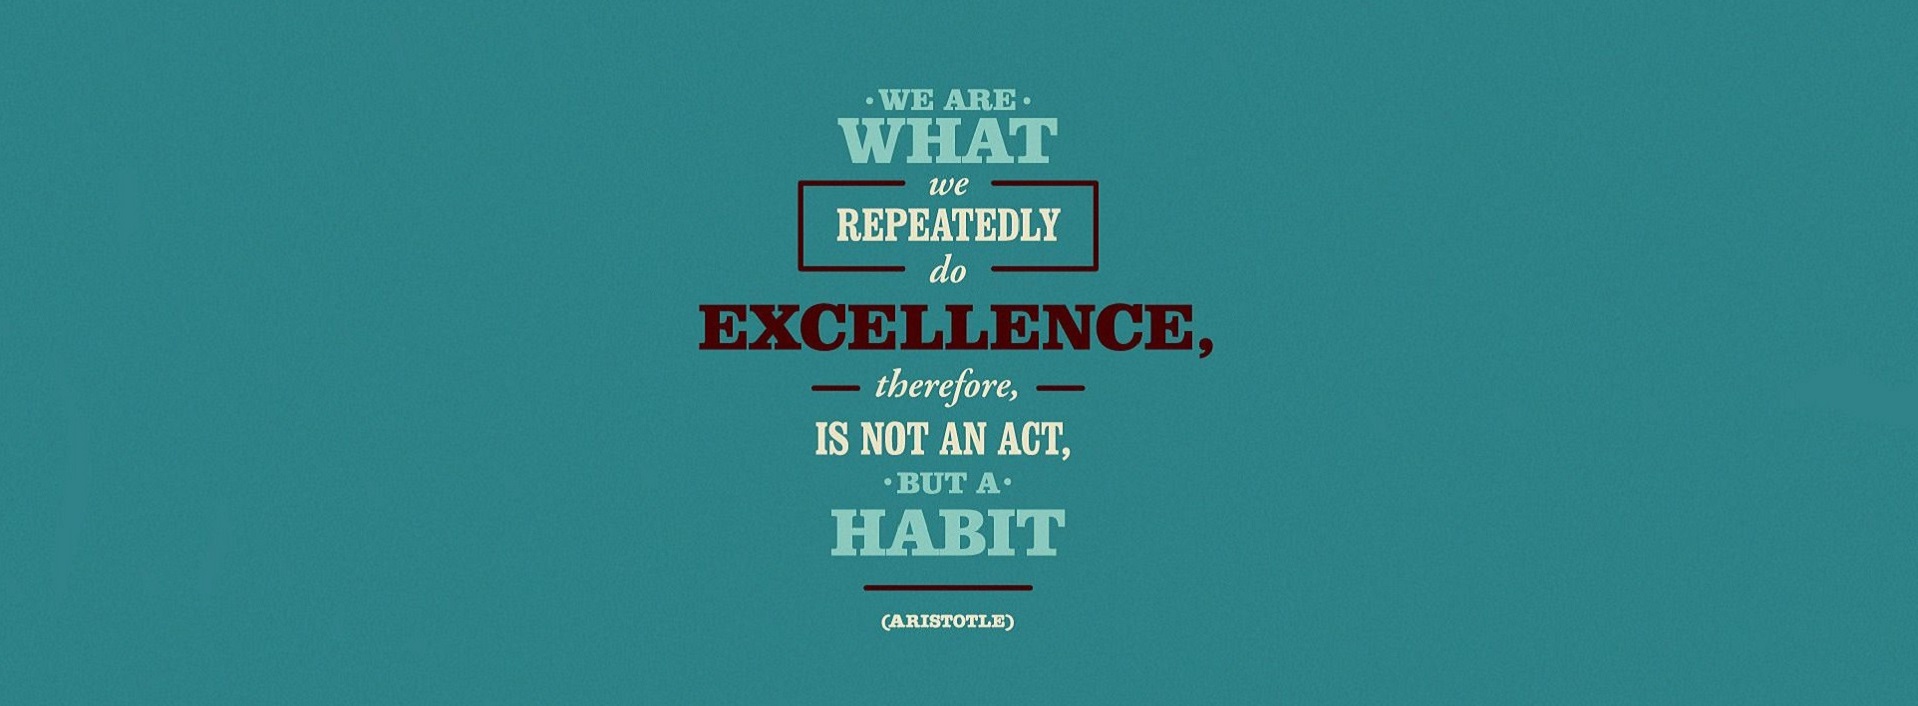 ·WE ARE·
WHAT
we
REPEATEDLY
do
EXCELLENCE,
therefore,
IS NOT AN ACT,
·BUT A·
HABIT
(ARISTOTLE)